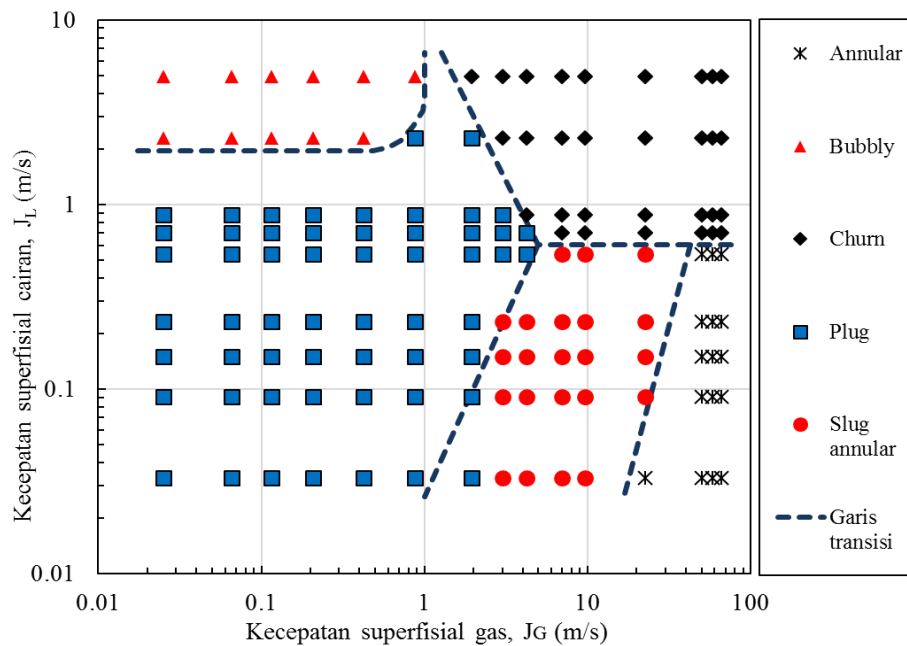 10
1
0.1
0.01
0.01
0.1
1
10
100
Kecepatan superfisial cairan, J_L (m/s)
Kecepatan superfisial gas, JG (m/s)
Annular
Bubbly
Churn
Plug
Slug
annular
Garis
transisi